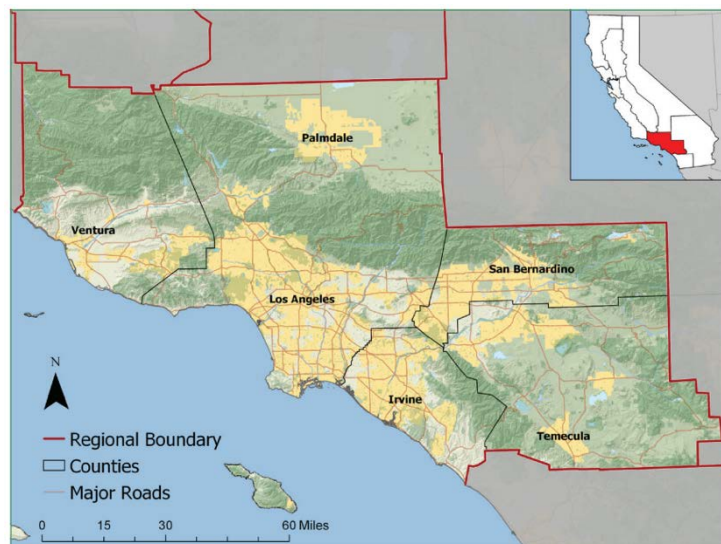 Palmdale
Ventura
San Bernardino
Los Angeles
Irvine
Temecula
N
Regional Boundary
Counties
Major Roads
0 15 30 60 Miles